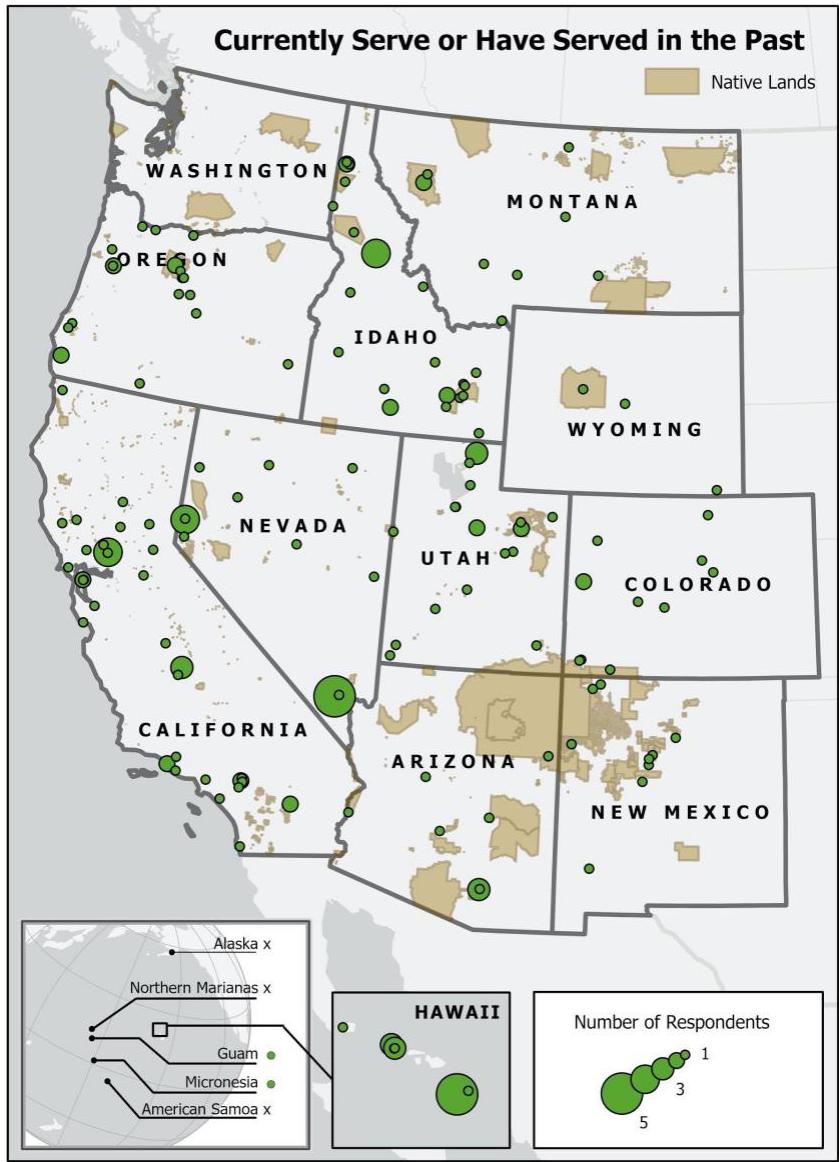 Currently Serve or Have Served in the Past
Native Lands
WASHINGTON
MONTANA
OREGON
IDAHO
WYOMING
NEVADA
UTAH
COLORADO
CALIFORNIA
ARIZONA
NEW MEXICO
Alaska x
Northern Marianas x
Guam
Micronesia
American Samoa x
HAWAII
Number of Respondents
1
3
5